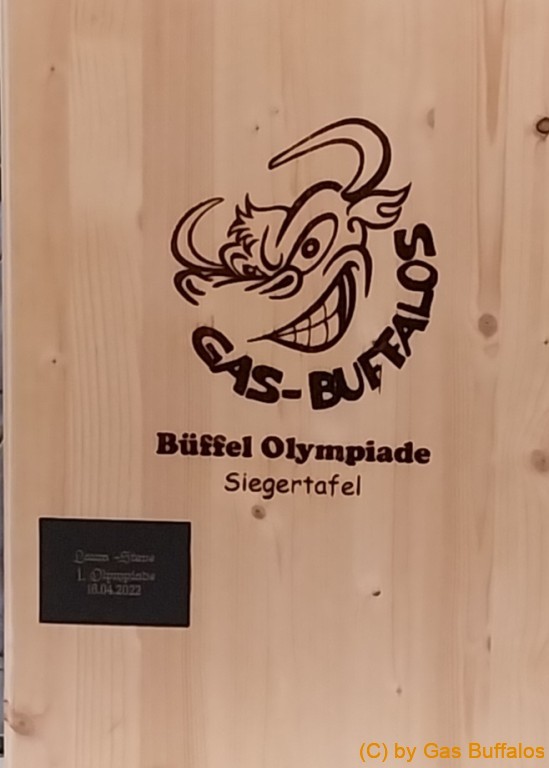 GAS-BUFFALOS
Büffel Olympiade
Siegertafel
1. Olympiade
18.04.2022
(C) by Gas Buffalos